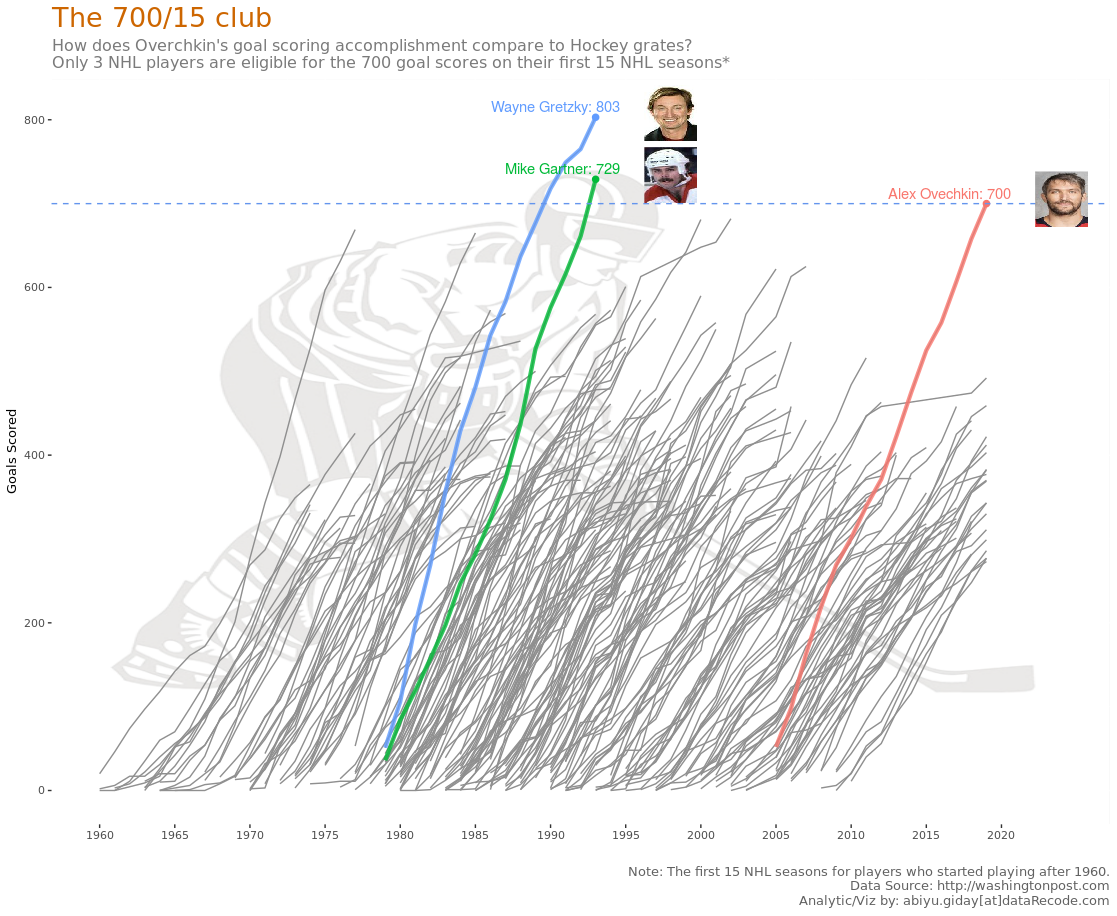 The 700/15 club
How does Overchkin's goal scoring accomplishment compare to Hockey grates?
Only 3 NHL players are eligible for the 700 goal scores on their first 15 NHL seasons*
Wayne Gretzky: 803
Mike Gartner: 729
Alex Ovechkin: 700
Goals Scored
800
600
400
200
0
1960 1965 1970 1975 1980 1985 1990 1995 2000 2005 2010 2015 2020
Note: The first 15 NHL seasons for players who started playing after 1960.
Data Source: http://washingtonpost.com
Analytic/Viz by: abiyu.giday[at]dataRecode.com